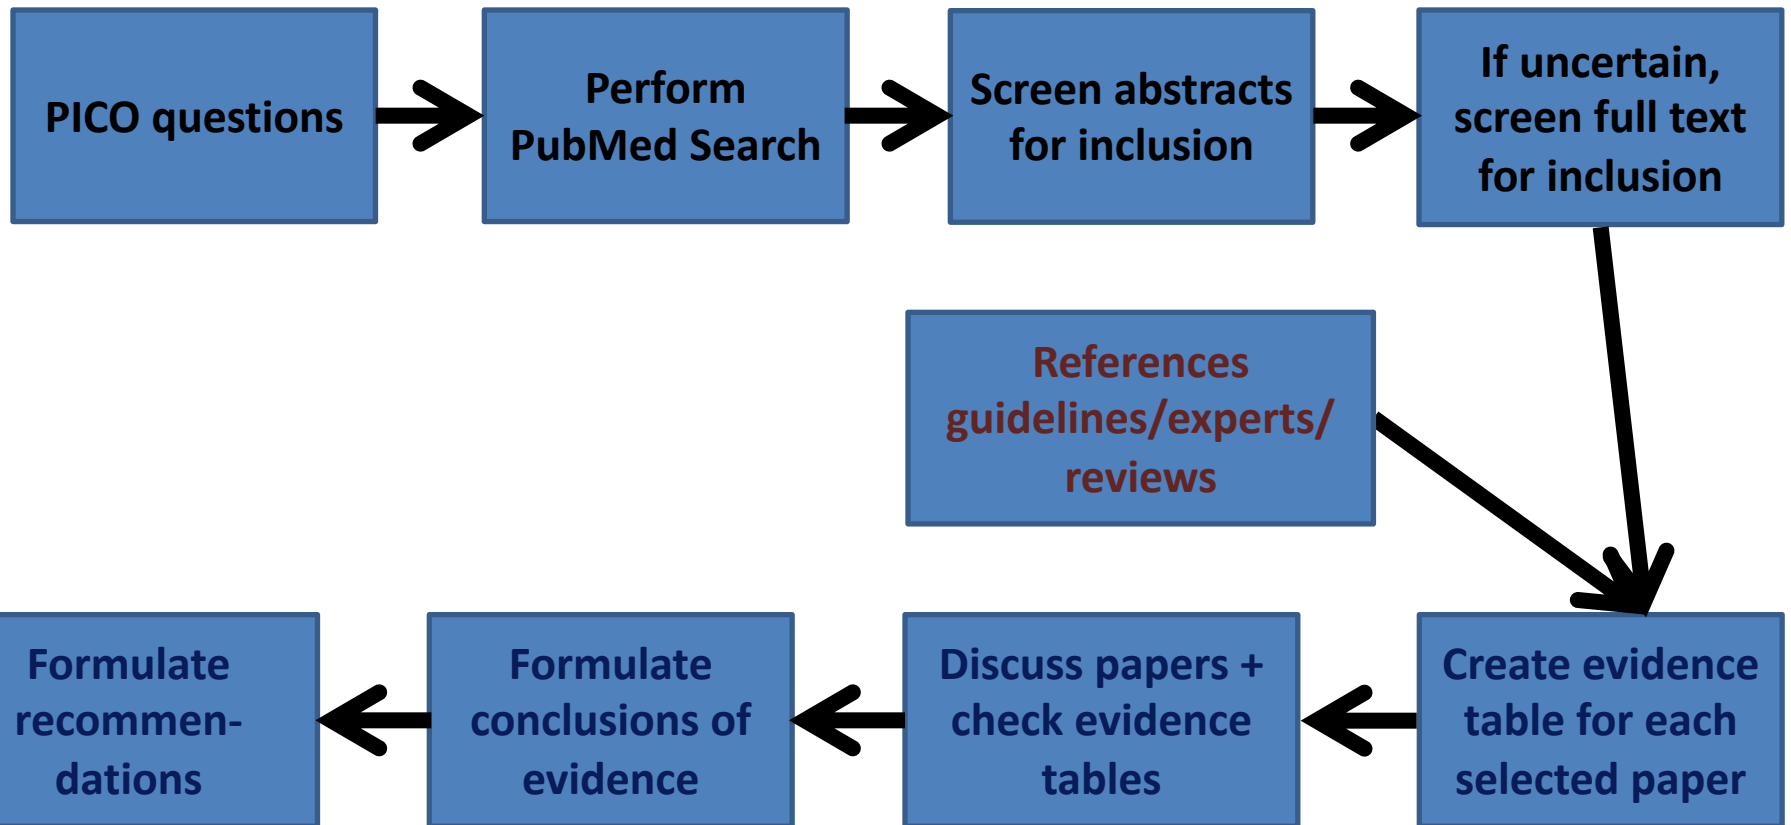 PICO questions
Perform
PubMed Search
Screen abstracts
for inclusion
If uncertain,
screen full text
for inclusion
References
guidelines/experts/
reviews
Create evidence
table for each
selected paper
Discuss papers +
check evidence
tables
Formulate
conclusions of
evidence
Formulate
recommen-
dations